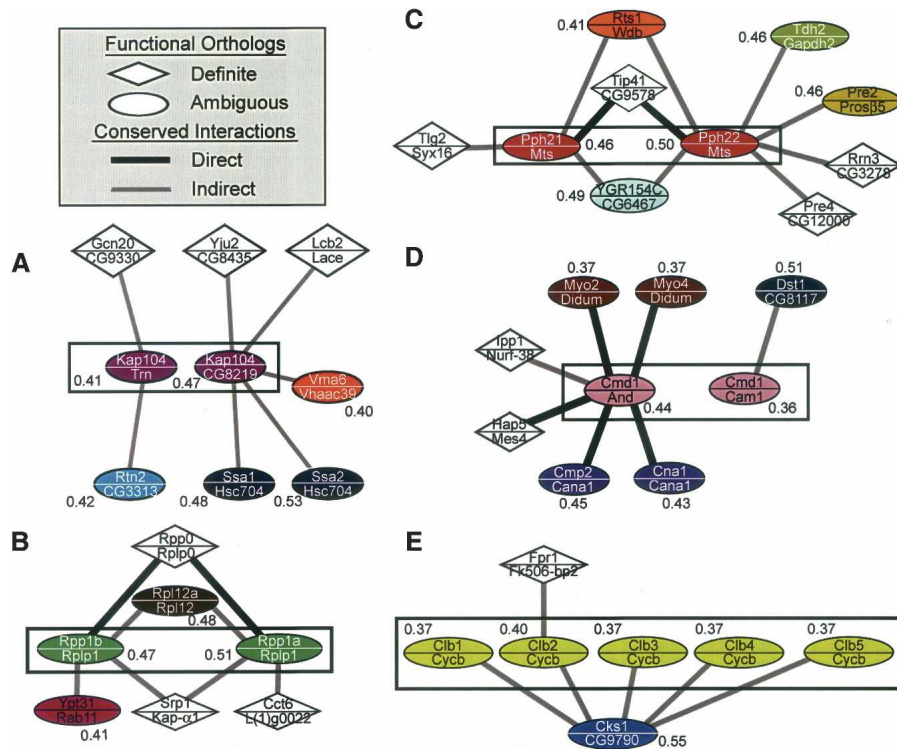 Functional Orthologs
Definite
Ambiguous
Conserved Interactions
Direct
Indirect
A
Gcn20
CG9330
Yju2
CG8435
Lcb2
Lace
Kap104
Trn
0.41
Kap104
CG8219
0.47
Vma6
Vhaac39
0.40
Rtn2
CG3313
0.42
Ssa1
Hsc704
0.48
Ssa2
Hsc704
0.53
B
Rpp0
Rplp0
Rpl12a
Rpl12
0.48
Rpp1b
Rplp1
0.47
Rpp1a
Rplp1
0.51
Ypt31
Rab11
0.41
Srp1
Kap-α1
Cct6
L(1)g0022
C
0.41
Rts1
Wdb
0.46
Tdh2
Gapdh2
Tip41
CG9578
0.46
Pre2
Prosβ5
Tlg2
Syx16
Pph21
Mts
0.46
0.50
Pph22
Mts
Rrn3
CG3278
0.49
YGR154C
CG6467
Pre4
CG12000
D
0.37
Myo2
Didum
0.37
Myo4
Didum
0.51
Dst1
CG8117
Ipp1
Nurf-38
Cmd1
And
0.44
Cmd1
Cam1
0.36
Hap5
Mes4
Cmp2
Cana1
0.45
Cna1
Cana1
0.43
E
Fpr1
Fk506-bp2
0.37
Clb1
Cycb
0.40
Clb2
Cycb
0.37
Clb3
Cycb
0.37
Clb4
Cycb
0.37
Clb5
Cycb
Cks1
CG9790
0.55